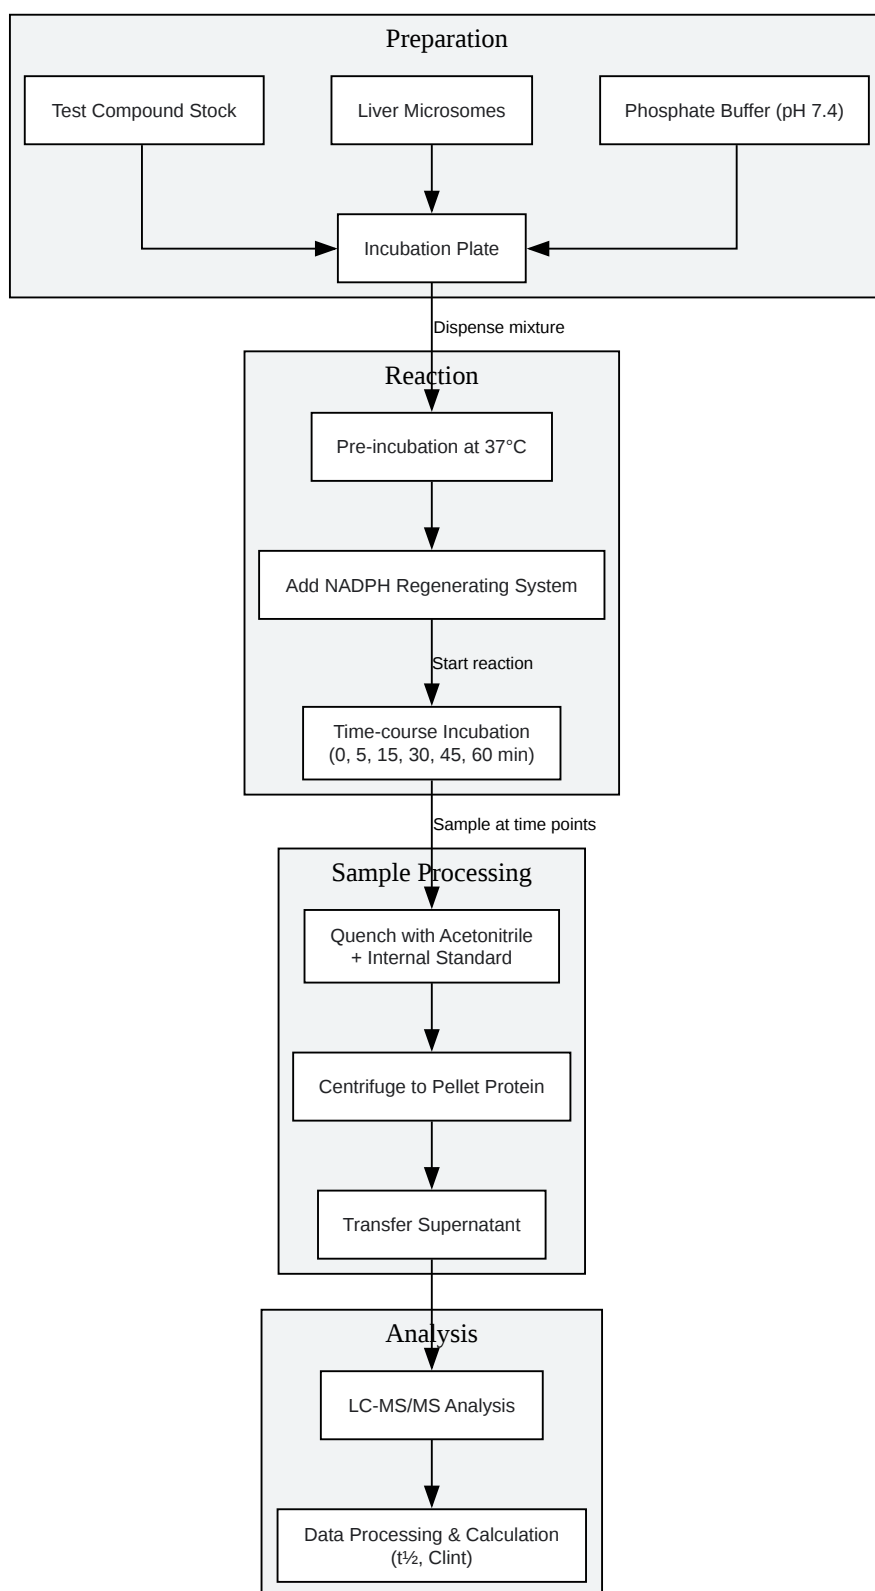 Preparation
Test Compound Stock
Liver Microsomes
Phosphate Buffer (pH 7.4)
Incubation Plate
Dispense mixture
Reaction
Pre-incubation at 37°C
Add NADPH Regenerating System
Start reaction
Time-course Incubation
(0, 5, 15, 30, 45, 60 min)
Sample at time points
Sample Processing
Quench with Acetonitrile
+ Internal Standard
Centrifuge to Pellet Protein
Transfer Supernatant
Analysis
LC-MS/MS Analysis
Data Processing & Calculation
(t½, Clint)